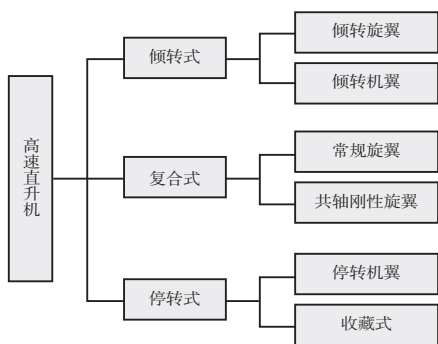 高速直升机
倾转式
倾转旋翼
倾转机翼
复合式
常规旋翼
共轴刚性旋翼
停转式
停转机翼
收藏式